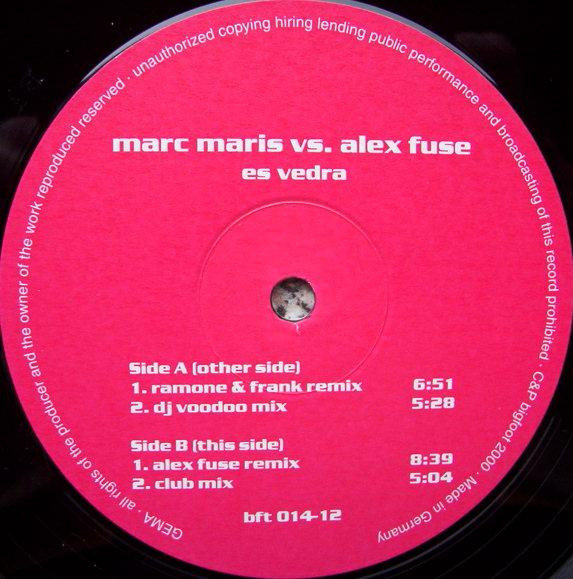 GEMA · all rights of the producer and the owner of the work reproduced reserved · unauthorized copying hiring lending public performance and broadcasting of this record prohibited · C&P bigfoot 2000 · Made in Germany
marc maris vs. alex fuse
es vedra
Side A (other side)
1. ramone & frank remix 6:51
2. dj voodoo mix 5:28
Side B (this side)
1. alex fuse remix 8:39
2. club mix 5:04
bft 014-12